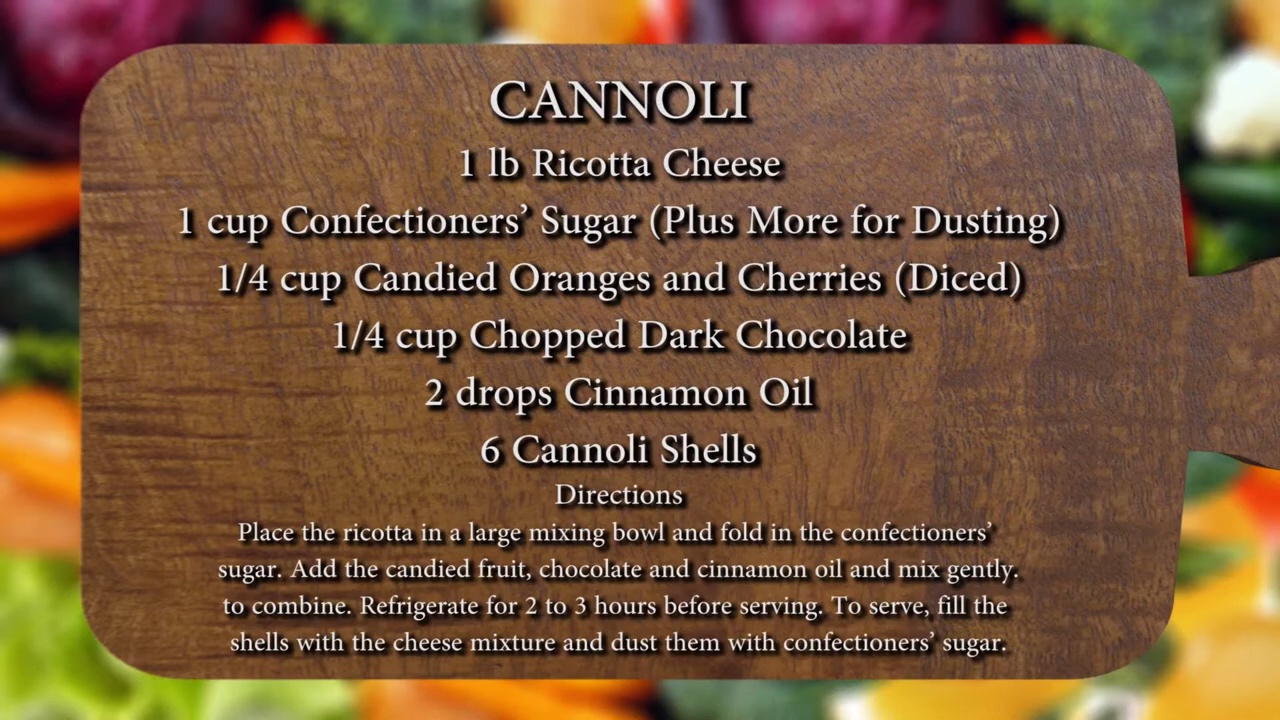 CANNOLI
1 lb Ricotta Cheese
1 cup Confectioners’ Sugar (Plus More for Dusting)
1/4 cup Candied Oranges and Cherries (Diced)
1/4 cup Chopped Dark Chocolate
2 drops Cinnamon Oil
6 Cannoli Shells
Directions
Place the ricotta in a large mixing bowl and fold in the confectioners’
sugar. Add the candied fruit, chocolate and cinnamon oil and mix gently.
to combine. Refrigerate for 2 to 3 hours before serving. To serve, fill the
shells with the cheese mixture and dust them with confectioners’ sugar.